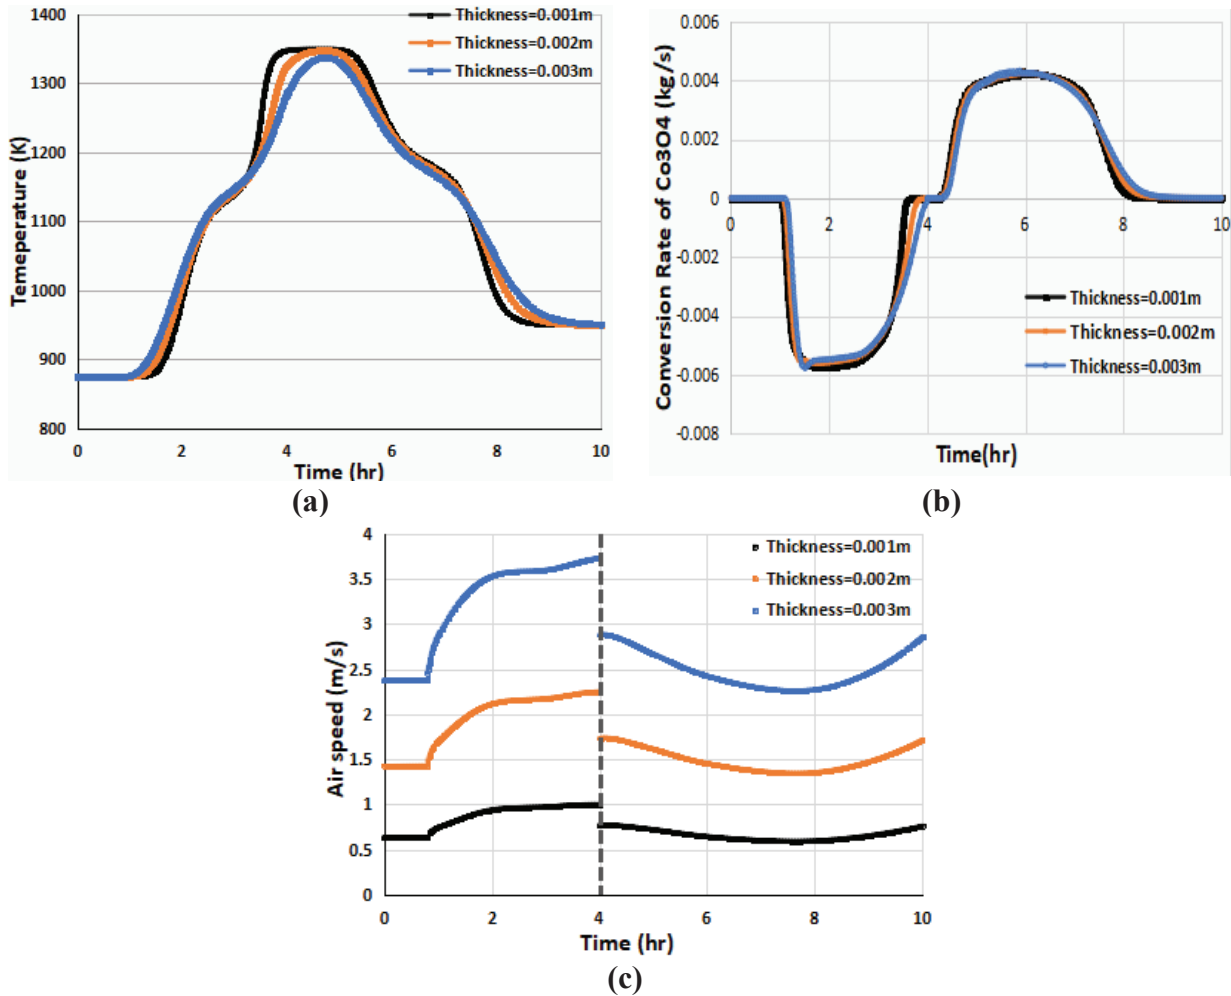 Thickness=0.001m
Thickness=0.002m
Thickness=0.003m
Temeperature (K)
1400
1300
1200
1100
1000
900
800
0 2 4 6 8 10
Time (hr)
(a)
Conversion Rate of Co3O4 (kg/s)
0.006
0.004
0.002
0
-0.002
-0.004
-0.006
-0.008
0 2 4 6 8 10
Thickness=0.001m
Thickness=0.002m
Thickness=0.003m
Time(hr)
(b)
Air speed (m/s)
4
3.5
3
2.5
2
1.5
1
0.5
0
Thickness=0.001m
Thickness=0.002m
Thickness=0.003m
0 2 4 6 8 10
Time (hr)
(c)